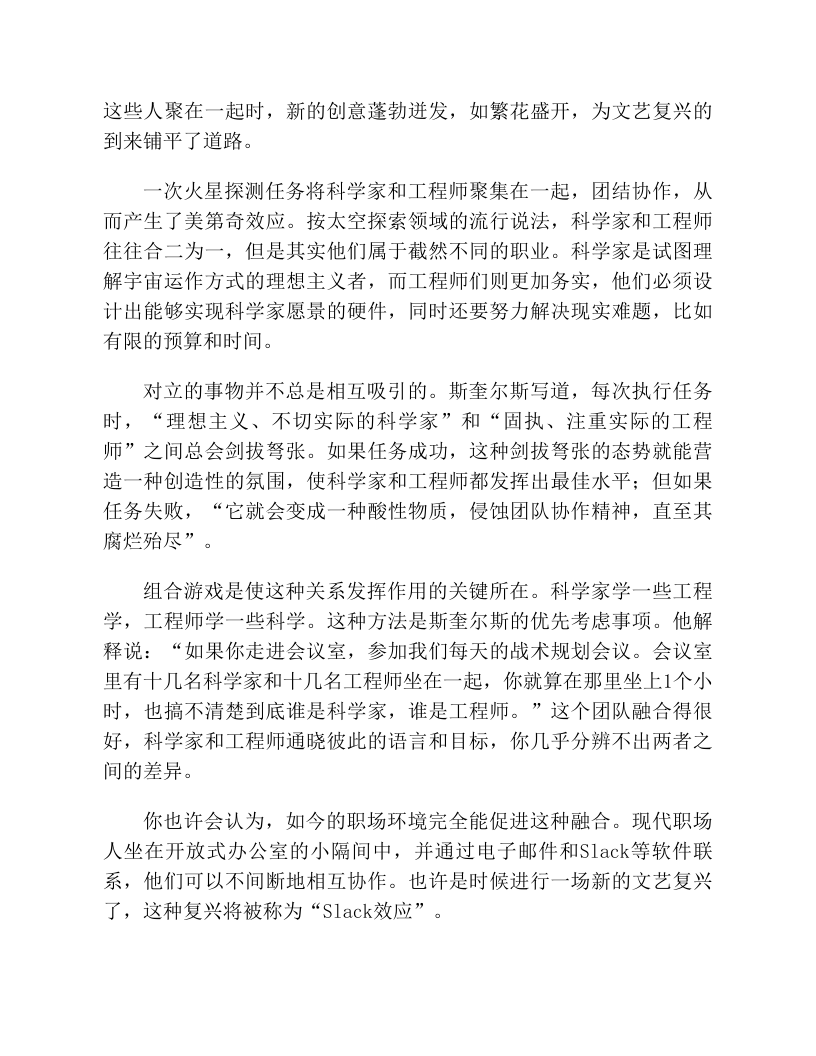 这些人聚在一起时，新的创意蓬勃迸发，如繁花盛开，为文艺复兴的
到来铺平了道路。
一次火星探测任务将科学家和工程师聚集在一起，团结协作，从
而产生了美第奇效应。按太空探索领域的流行说法，科学家和工程师
往往合二为一，但是其实他们属于截然不同的职业。科学家是试图理
解宇宙运作方式的理想主义者，而工程师们则更加务实，他们必须设
计出能够实现科学家愿景的硬件，同时还要努力解决现实难题，比如
有限的预算和时间。
对立的事物并不总是相互吸引的。斯奎尔斯写道，每次执行任务
时，“理想主义、不切实际的科学家”和“固执、注重实际的工程
师”之间总会剑拔弩张。如果任务成功，这种剑拔弩张的态势就能营
造一种创造性的氛围，使科学家和工程师都发挥出最佳水平；但如果
任务失败，“它就会变成一种酸性物质，侵蚀团队协作精神，直至其
腐烂殆尽”。
组合游戏是使这种关系发挥作用的关键所在。科学家学一些工程
学，工程师学一些科学。这种方法是斯奎尔斯的优先考虑事项。他解
释说：“如果你走进会议室，参加我们每天的战术规划会议。会议室
里有十几名科学家和十几名工程师坐在一起，你就算在那里坐上1个小
时，也搞不清楚到底谁是科学家，谁是工程师。”这个团队融合得很
好，科学家和工程师通晓彼此的语言和目标，你几乎分辨不出两者之
间的差异。
你也许会认为，如今的职场环境完全能促进这种融合。现代职场
人坐在开放式办公室的小隔间中，并通过电子邮件和Slack等软件联
系，他们可以不间断地相互协作。也许是时候进行一场新的文艺复兴
了，这种复兴将被称为“Slack效应”。